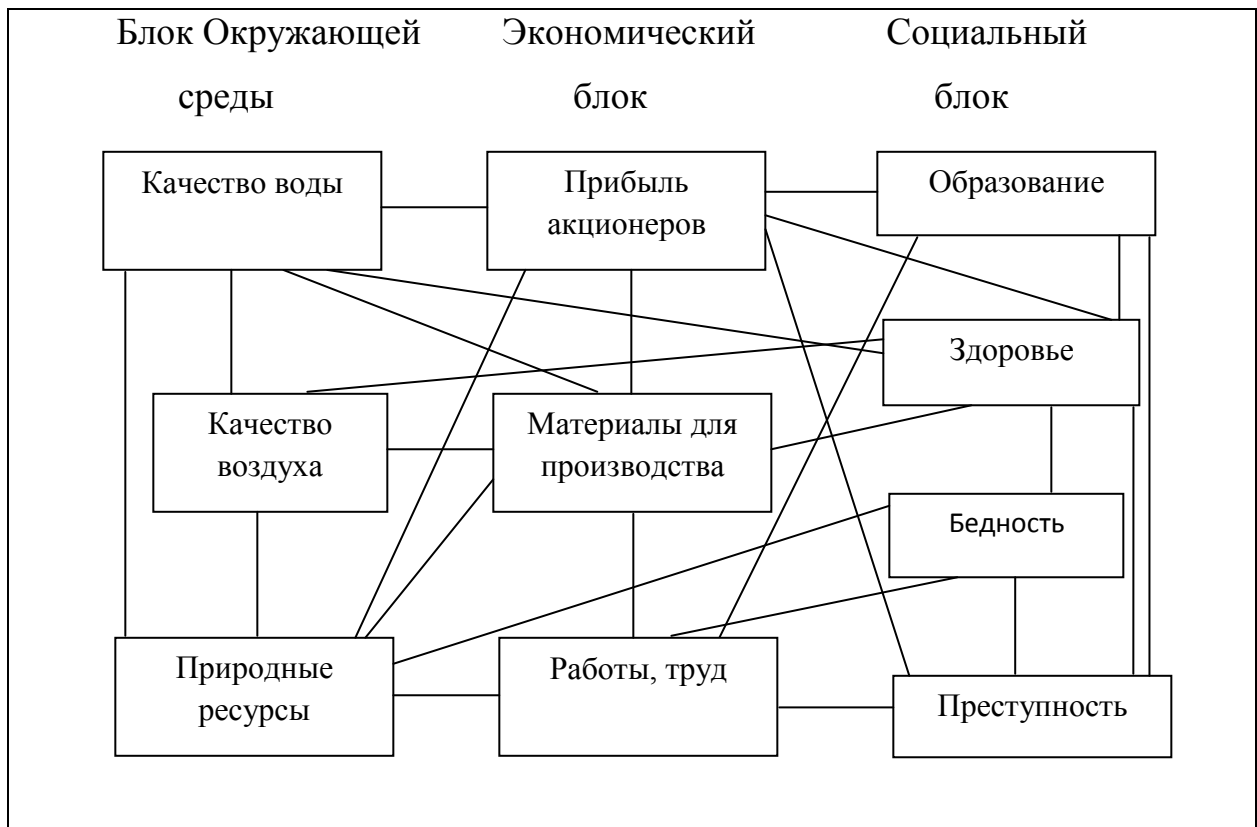 Блок Окружающей
среды
Экономический
блок
Социальный
блок
Качество воды
Прибыль
акционеров
Образование
Здоровье
Качество
воздуха
Материалы для
производства
Бедность
Природные
ресурсы
Работы, труд
Преступность